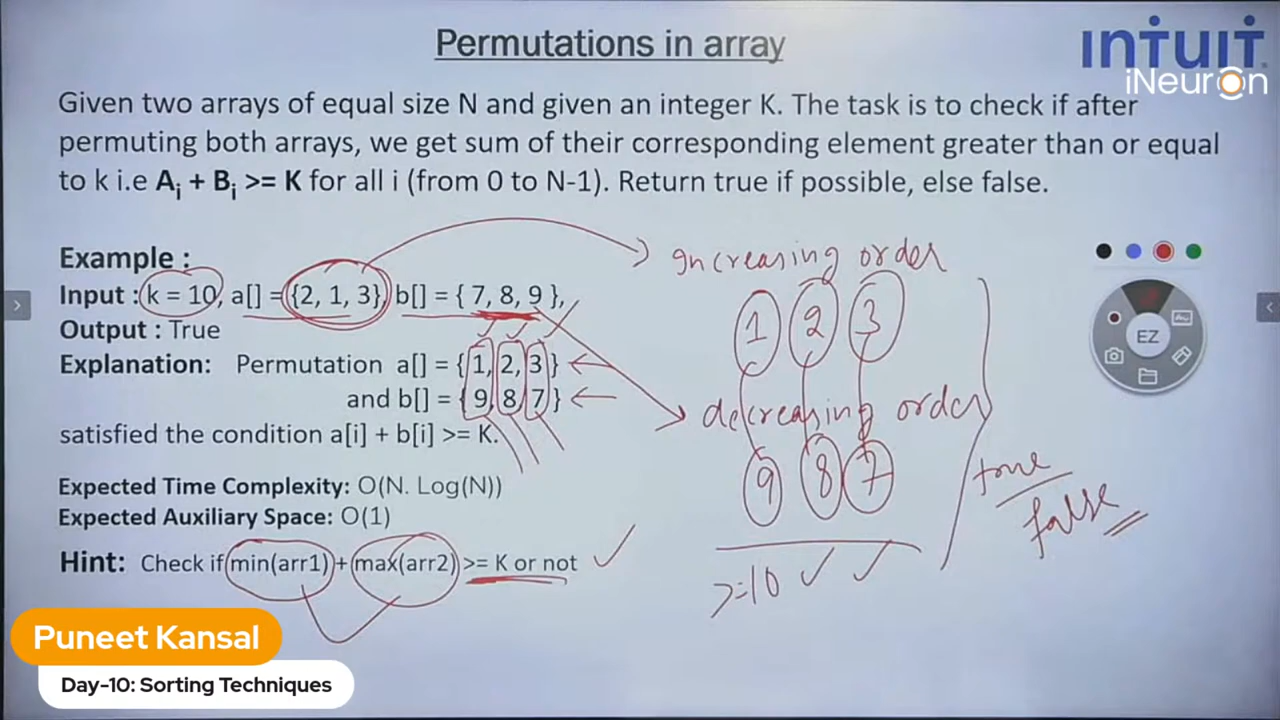 Permutations in array
INTUIT
iNeuron
Given two arrays of equal size N and given an integer K. The task is to check if after
permuting both arrays, we get sum of their corresponding element greater than or equal
to k i.e Ai + Bi >= K for all i (from 0 to N-1). Return true if possible, else false.
Example :
Input : k = 10, a[] = {2, 1, 3}, b[] = { 7, 8, 9 },
Output : True
Explanation: Permutation a[] = { 1, 2, 3 }
and b[] = { 9, 8, 7 }
satisfied the condition a[i] + b[i] >= K.
Expected Time Complexity: O(N. Log(N))
Expected Auxiliary Space: O(1)
Hint: Check if min(arr1) + max(arr2) >= K or not
Increasing order
1 2 3
decreasing order
9 8 7
>=10
true
false
EZ
Puneet Kansal
Day-10: Sorting Techniques